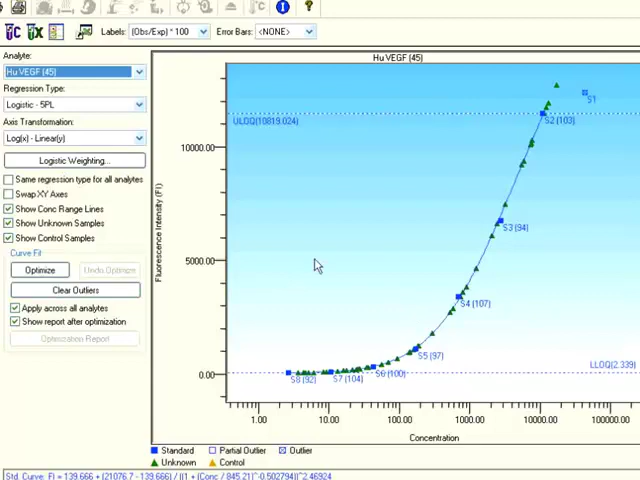 Labels: (Obs/Exp) * 100 Error Bars: <NONE>
Analyte:
Hu VEGF (45)
Regression Type:
Logistic - 5PL
Axis Transformation:
Log(x) - Linear(y)
Logistic Weighting...
Same regression type for all analytes
Swap XY Axes
Show Conc Range Lines
Show Unknown Samples
Show Control Samples
Curve Fit
Optimize Undo Optimize
Clear Outliers
Apply across all analytes
Show report after optimization
Optimization Report
Hu VEGF (45)
S1
ULOQ(10819.024)
S2 (103)
10000.00
Fluorescence Intensity (FI)
S3 (94)
5000.00
S4 (107)
S5 (97)
LLOQ(2.339)
0.00
S8 (92) S7 (104) S6 (100)
1.00 10.00 100.00 1000.00 10000.00 100000.00
Concentration
Standard Partial Outlier Outlier
Unknown Control
Std. Curve: FI = 139.666 + (21076.7 - 139.666) / ((1 + (Conc / 845.21)^-0.502794))^2.46924